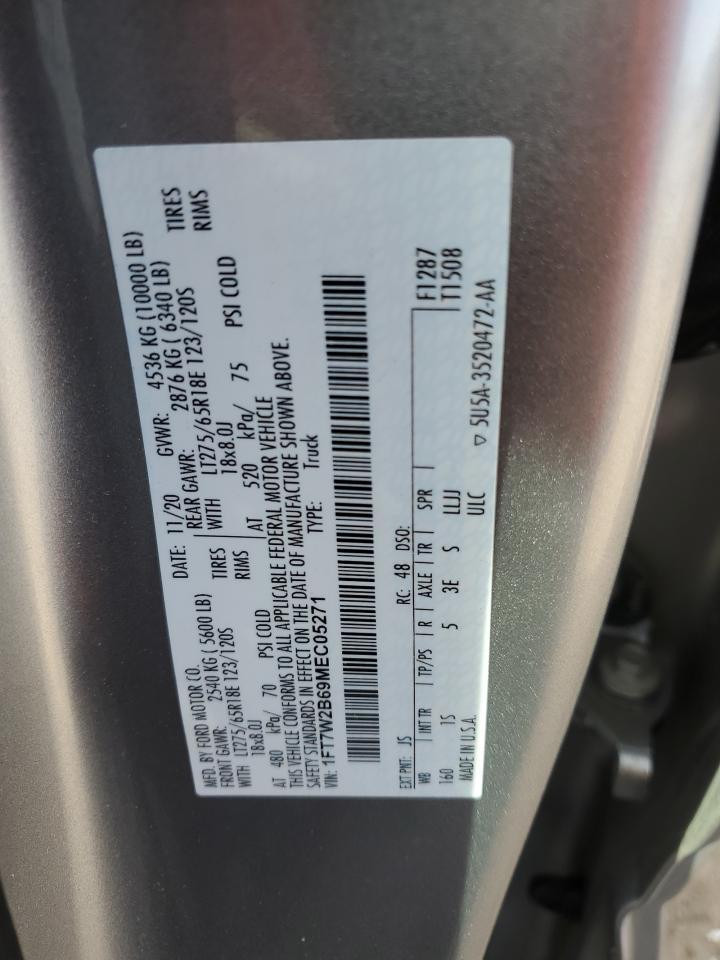 MFD. BY FORD MOTOR CO. DATE: 11/20 GVWR: 4536 KG (10000 LB)
FRONT GAWR: 2540 KG ( 5600 LB) REAR GAWR: 2876 KG ( 6340 LB)
WITH LT275/65R18E 123/120S TIRES WITH LT275/65R18E 123/120S TIRES
18x8.0J RIMS 18x8.0J RIMS
AT 480 kPa/ 70 PSI COLD AT 520 kPa/ 75 PSI COLD
THIS VEHICLE CONFORMS TO ALL APPLICABLE FEDERAL MOTOR VEHICLE
SAFETY STANDARDS IN EFFECT ON THE DATE OF MANUFACTURE SHOWN ABOVE.
VIN: 1FT7W2B69MEC05271 TYPE: Truck
EXT PNT: JS RC: 48 DSO:
WB INT TR TP/PS R AXLE TR SPR F1287
160 1S 5 3E S LLJJ T1508
MADE IN U.S.A. ULC ▽ 5U5A-3520472-AA